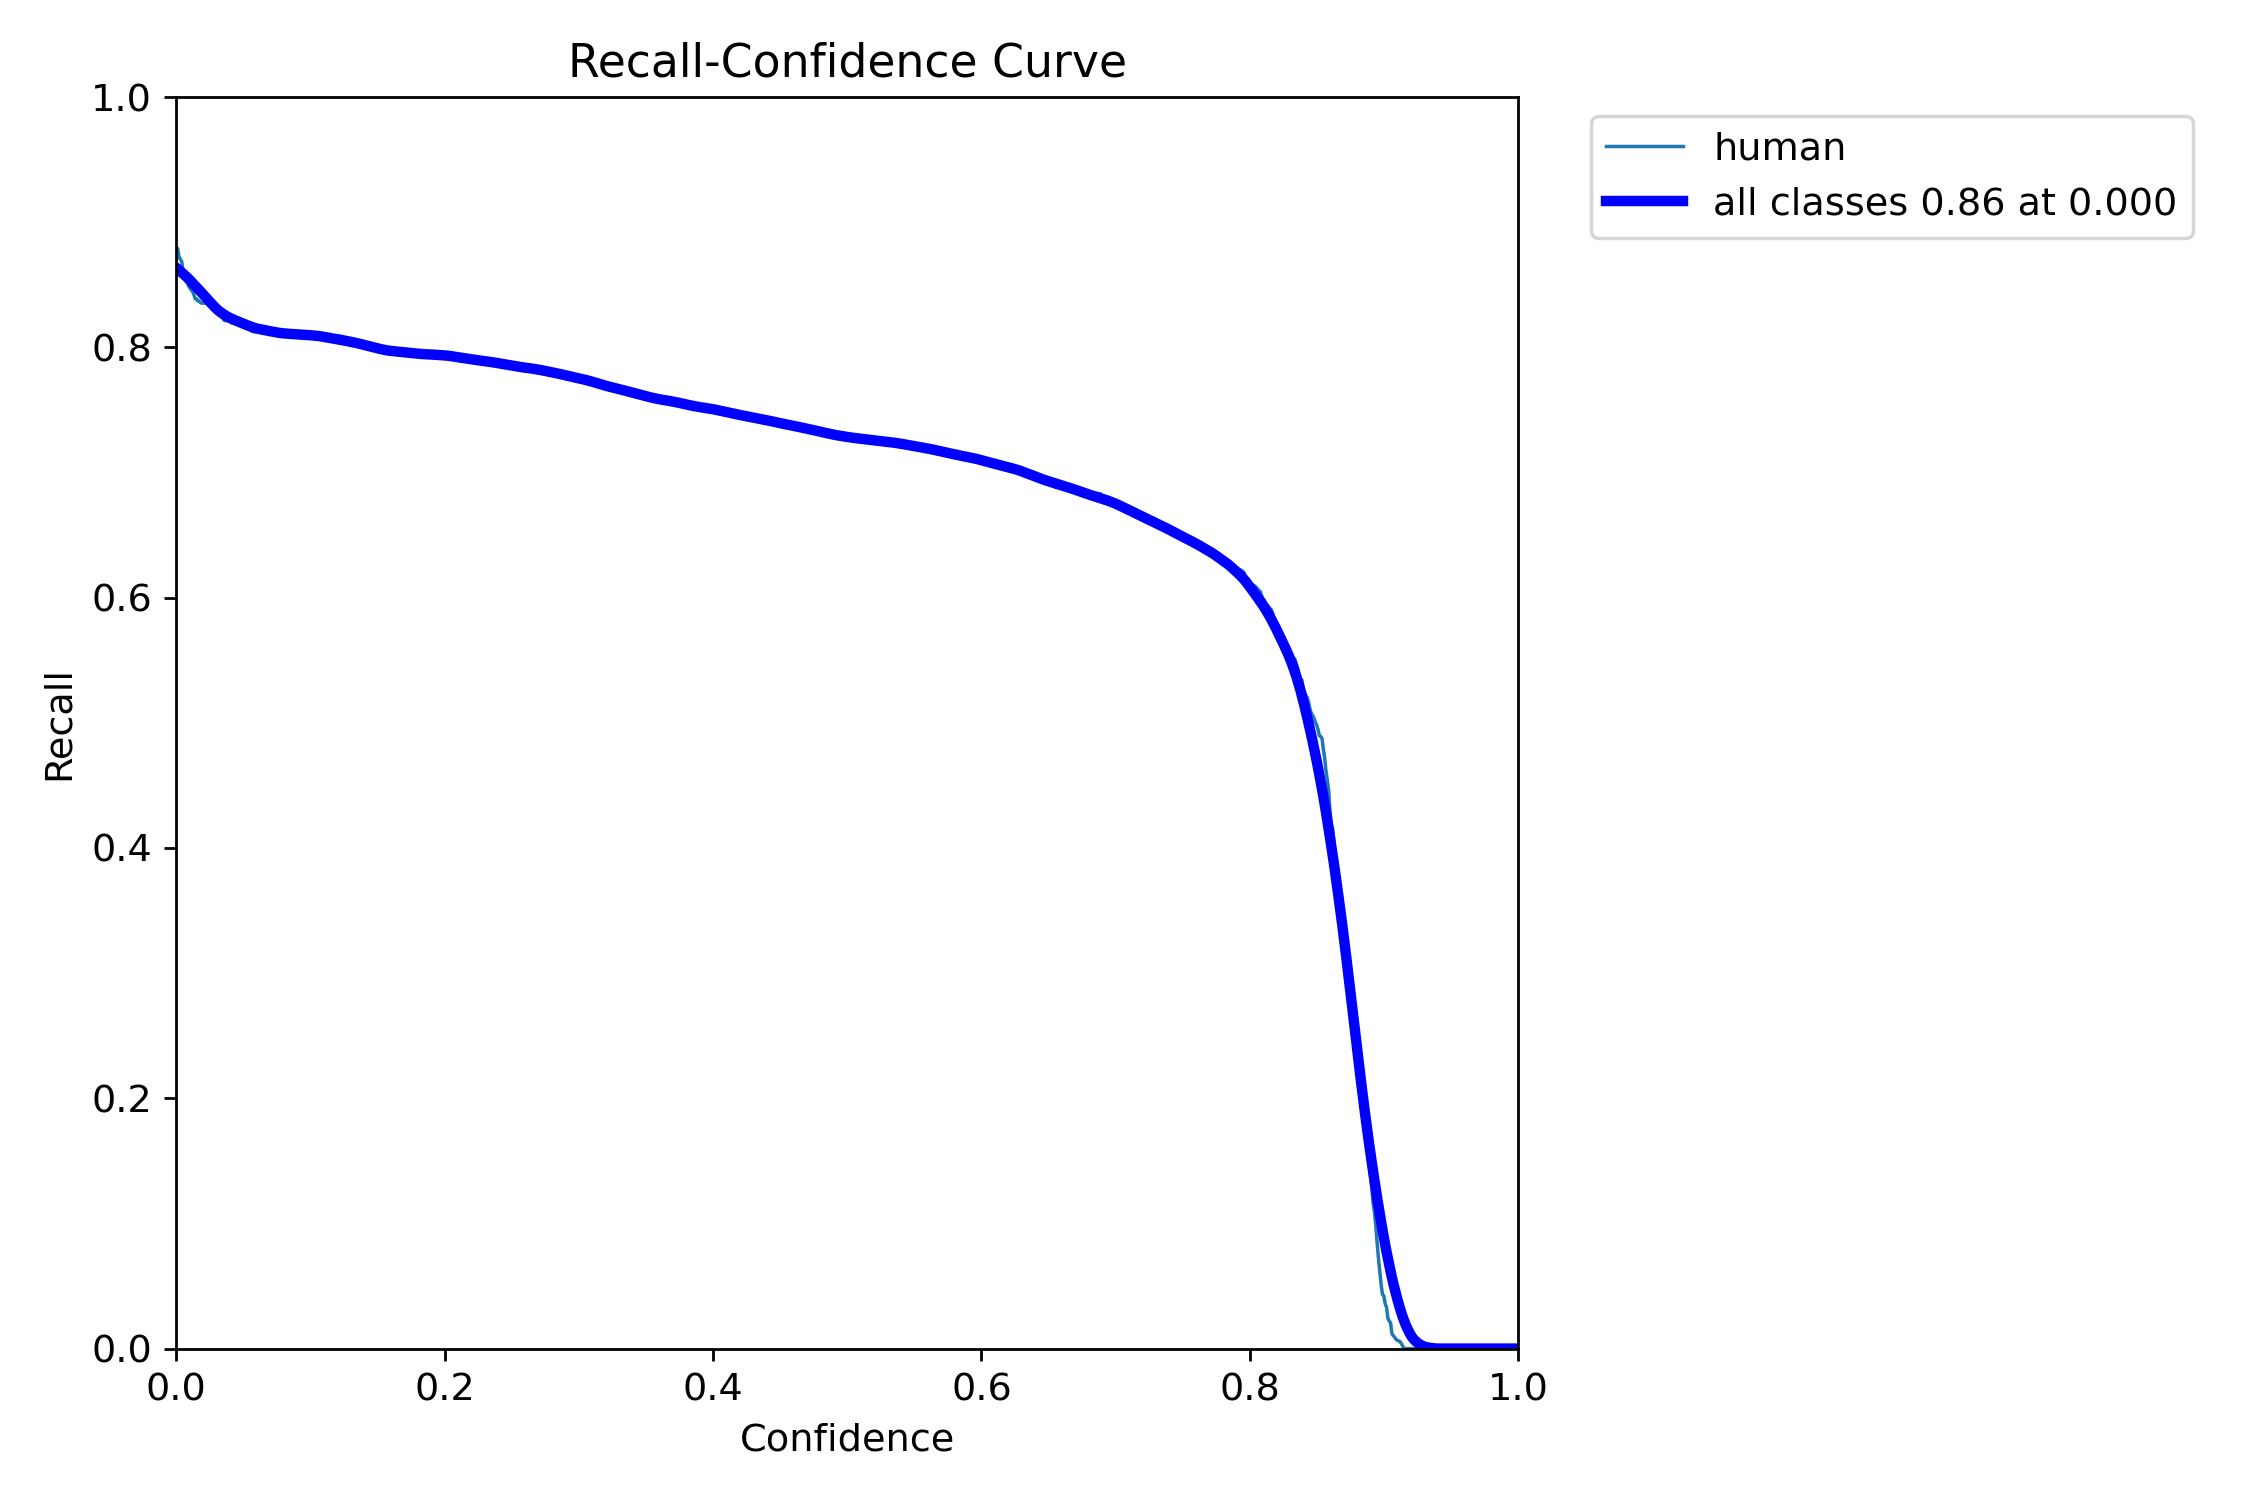 Recall-Confidence Curve
1.0
0.8
0.6
0.4
0.2
0.0
Recall
0.0 0.2 0.4 0.6 0.8 1.0
Confidence
human
all classes 0.86 at 0.000